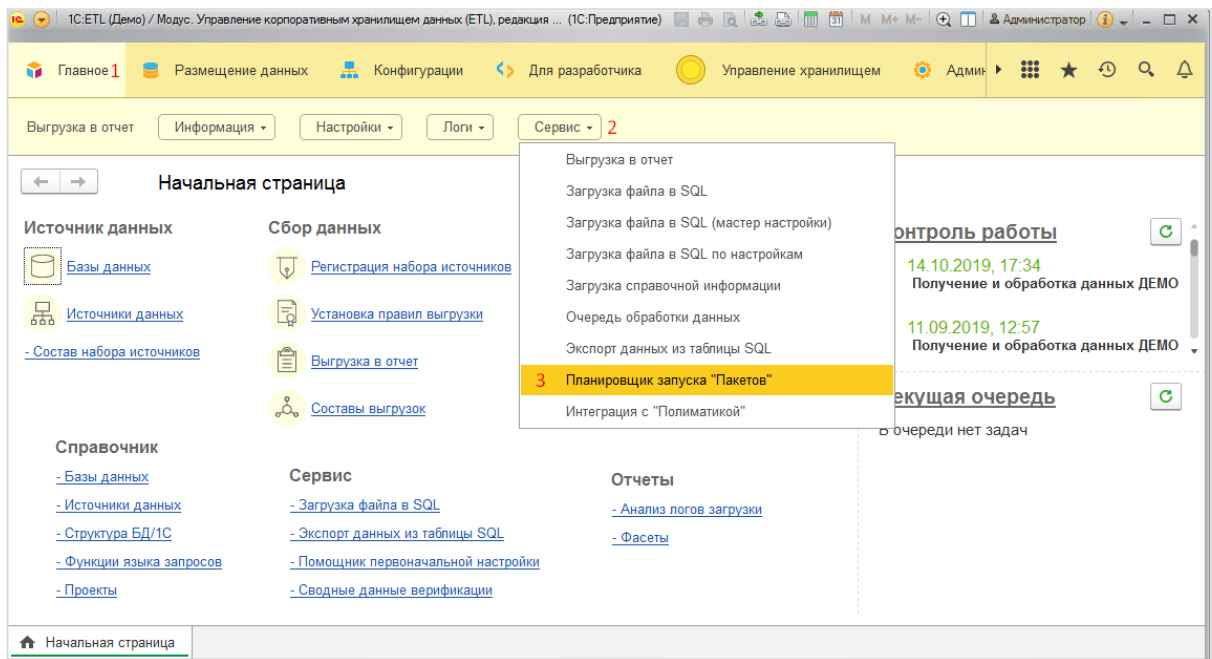 1С:ETL (Демо) / Модус. Управление корпоративным хранилищем данных (ETL), редакция ... (1С:Предприятие) M M+ M- Администратор
Главное 1 Размещение данных Конфигурации Для разработчика Управление хранилищем Админ
Выгрузка в отчет Информация Настройки Логи Сервис 2
Выгрузка в отчет
Загрузка файла в SQL
Загрузка файла в SQL (мастер настройки)
Загрузка файла в SQL по настройкам
Загрузка справочной информации
Очередь обработки данных
Экспорт данных из таблицы SQL
3 Планировщик запуска "Пакетов"
Интеграция с "Полиматикой"
Начальная страница
Источник данных
Базы данных
Источники данных
- Состав набора источников
Сбор данных
Регистрация набора источников
Установка правил выгрузки
Выгрузка в отчет
Составы выгрузок
онтроль работы
14.10.2019, 17:34
Получение и обработка данных ДЕМО
11.09.2019, 12:57
Получение и обработка данных ДЕМО
екущая очередь
В очереди нет задач
Справочник
- Базы данных
- Источники данных
- Структура БД/1С
- Функции языка запросов
- Проекты
Сервис
- Загрузка файла в SQL
- Экспорт данных из таблицы SQL
- Помощник первоначальной настройки
- Сводные данные верификации
Отчеты
- Анализ логов загрузки
- Фасеты
Начальная страница